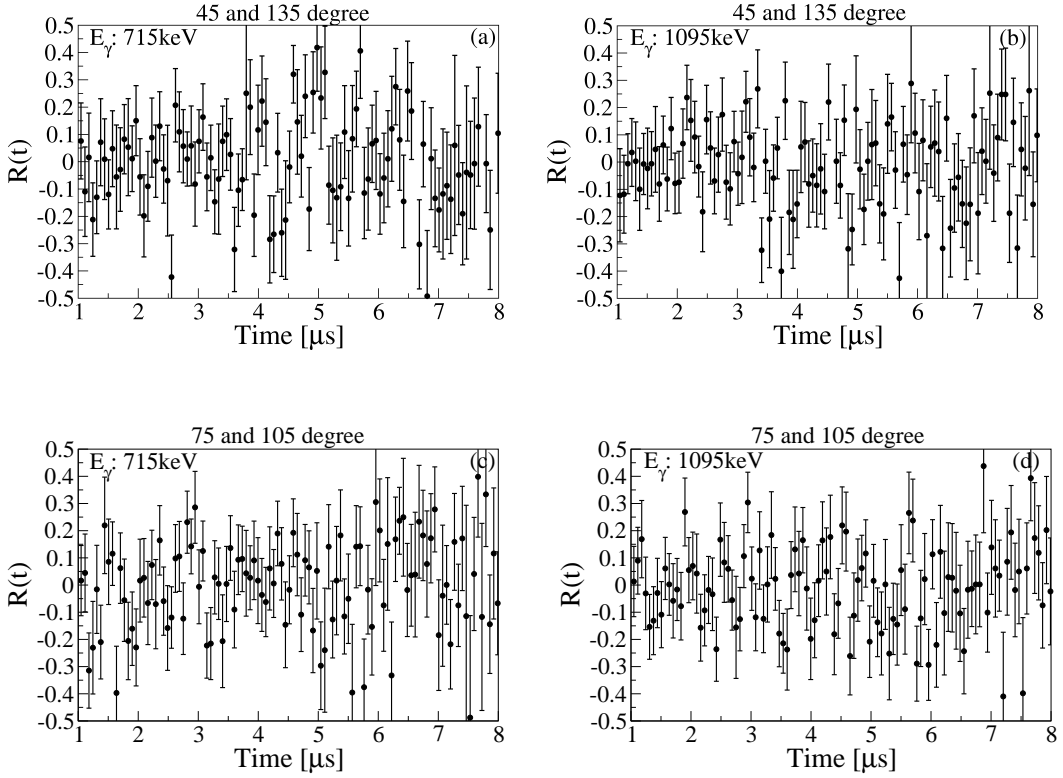 45 and 135 degree
E_γ: 715keV
(a)
0.5
0.4
0.3
0.2
0.1
0
-0.1
-0.2
-0.3
-0.4
-0.5
R(t)
1 2 3 4 5 6 7 8
Time [μs]
45 and 135 degree
E_γ: 1095keV
(b)
0.5
0.4
0.3
0.2
0.1
0
-0.1
-0.2
-0.3
-0.4
-0.5
R(t)
1 2 3 4 5 6 7 8
Time [μs]
75 and 105 degree
E_γ: 715keV
(c)
0.5
0.4
0.3
0.2
0.1
0
-0.1
-0.2
-0.3
-0.4
-0.5
R(t)
1 2 3 4 5 6 7 8
Time [μs]
75 and 105 degree
E_γ: 1095keV
(d)
0.5
0.4
0.3
0.2
0.1
0
-0.1
-0.2
-0.3
-0.4
-0.5
R(t)
1 2 3 4 5 6 7 8
Time [μs]